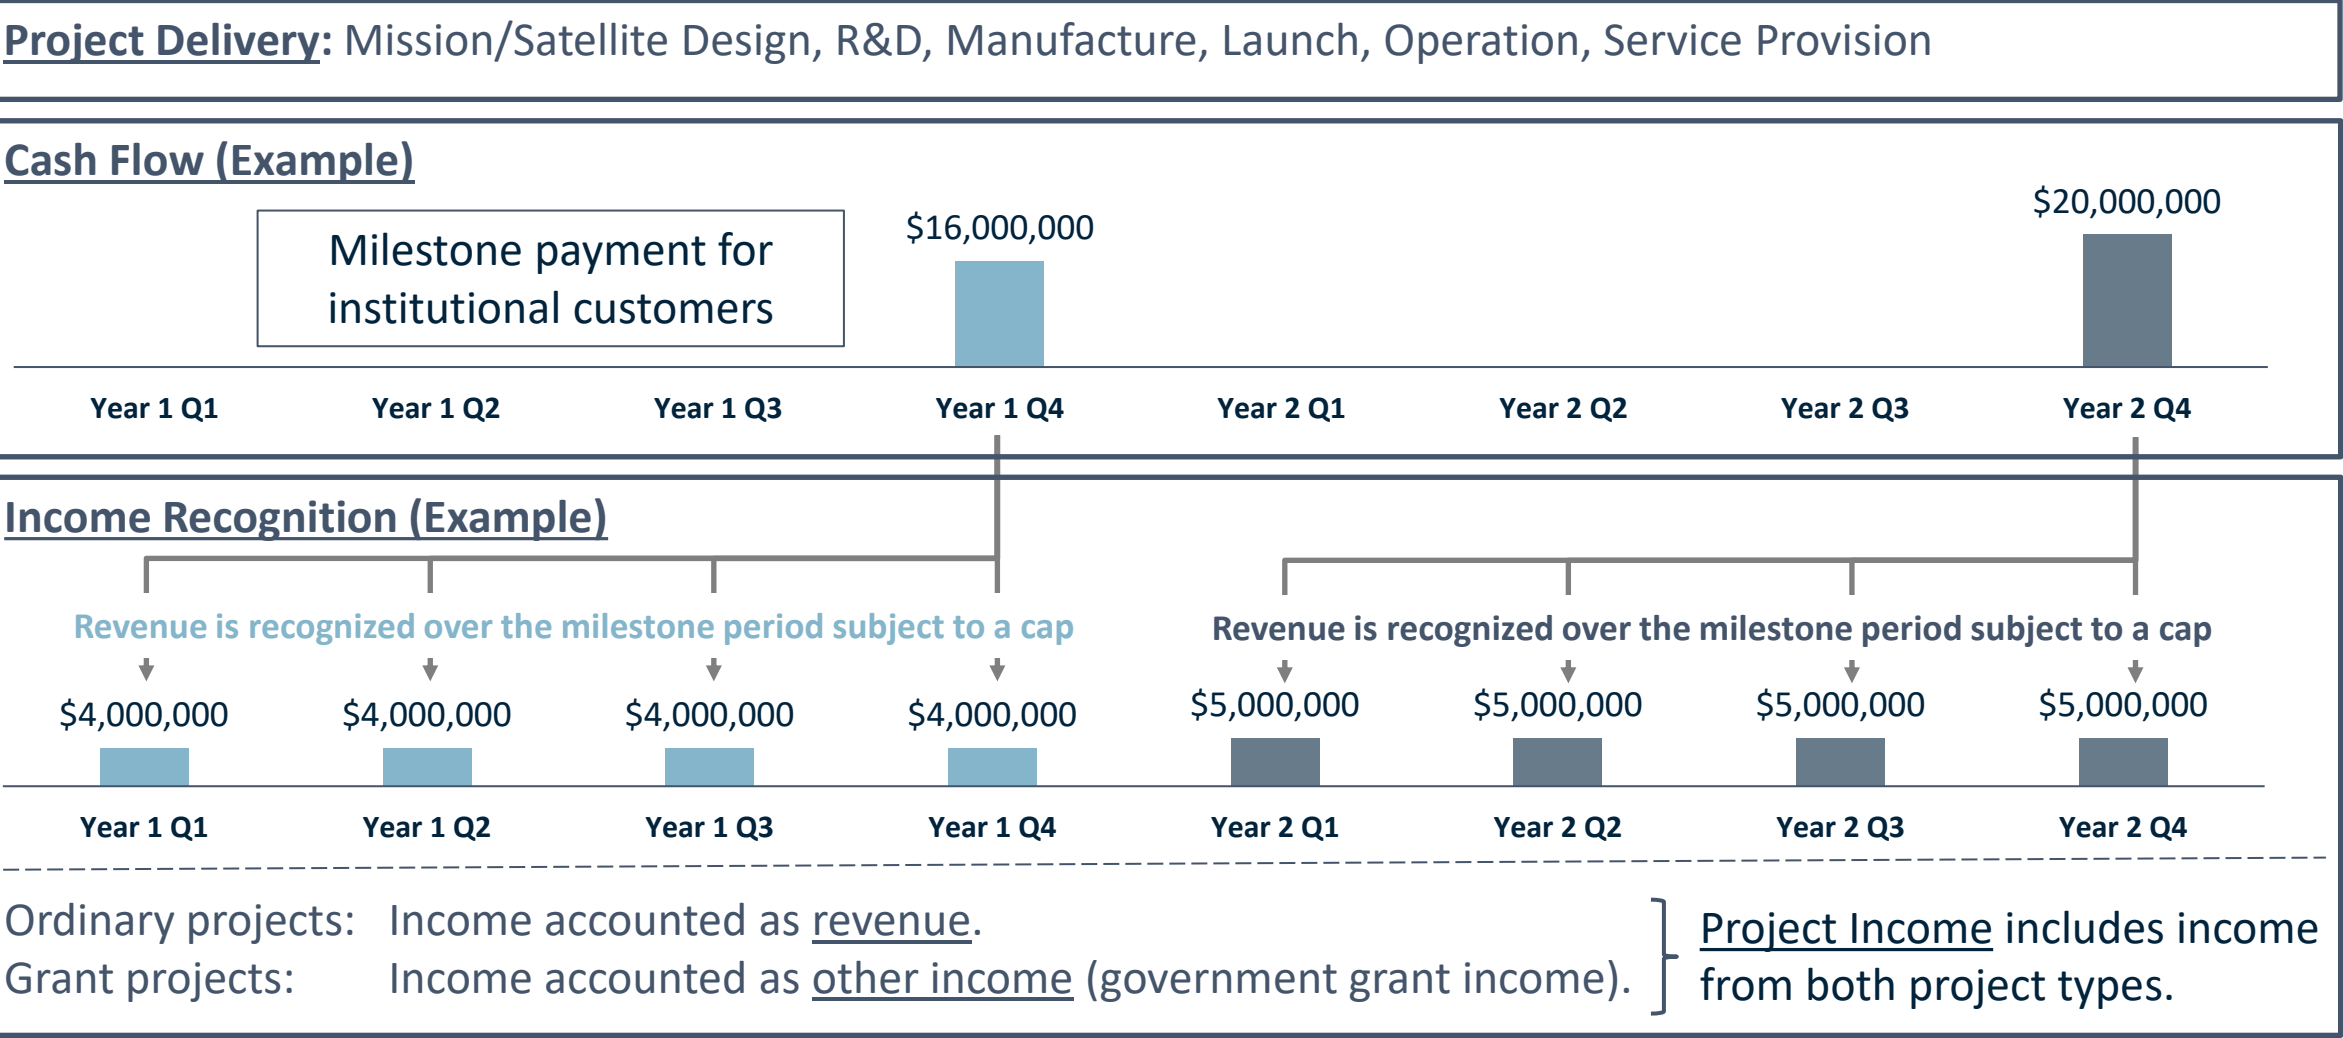 Project Delivery: Mission/Satellite Design, R&D, Manufacture, Launch, Operation, Service Provision
Cash Flow (Example)
Milestone payment for
institutional customers
$16,000,000
$20,000,000
Year 1 Q1
Year 1 Q2
Year 1 Q3
Year 1 Q4
Year 2 Q1
Year 2 Q2
Year 2 Q3
Year 2 Q4
Income Recognition (Example)
Revenue is recognized over the milestone period subject to a cap
Revenue is recognized over the milestone period subject to a cap
$4,000,000
$4,000,000
$4,000,000
$4,000,000
$5,000,000
$5,000,000
$5,000,000
$5,000,000
Year 1 Q1
Year 1 Q2
Year 1 Q3
Year 1 Q4
Year 2 Q1
Year 2 Q2
Year 2 Q3
Year 2 Q4
Ordinary projects: Income accounted as revenue.
Grant projects: Income accounted as other income (government grant income).
Project Income includes income
from both project types.